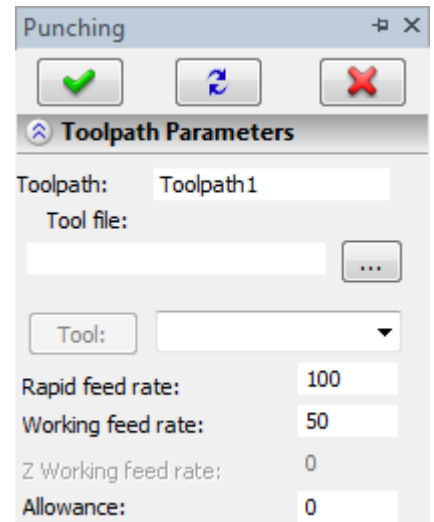 Punching
Toolpath Parameters
Toolpath: Toolpath1
Tool file:
...
Tool:
Rapid feed rate: 100
Working feed rate: 50
Z Working feed rate: 0
Allowance: 0